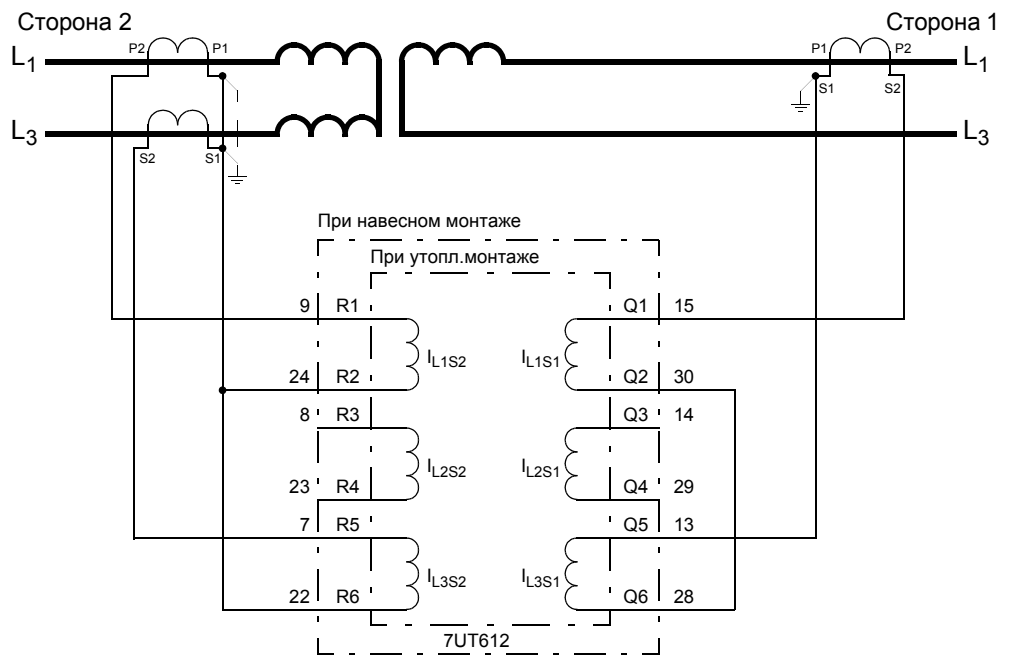 Сторона 2 Сторона 1
P2 P1 P1 P2
L1 L1
S1 S2
L3 L3
S2 S1
При навесном монтаже
При утопл.монтаже
9 R1 Q1 15
IL1S2 IL1S1
24 R2 Q2 30
8 R3 Q3 14
IL2S2 IL2S1
23 R4 Q4 29
7 R5 Q5 13
IL3S2 IL3S1
22 R6 Q6 28
7UT612